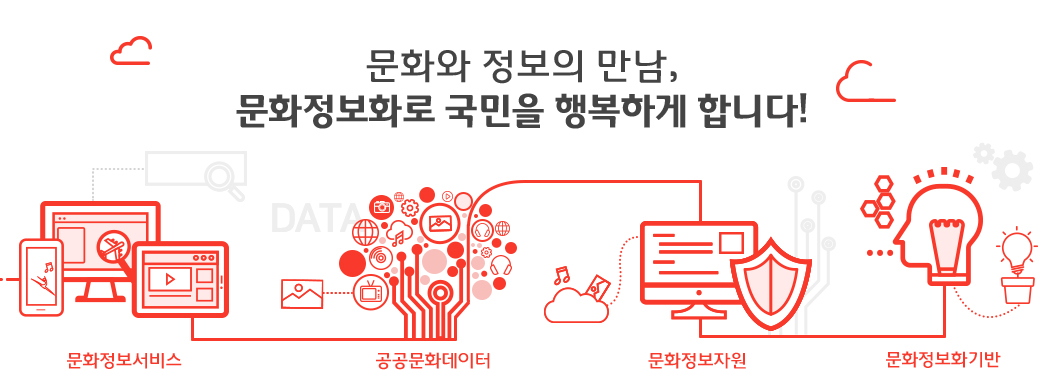 문화와 정보의 만남,
문화정보화로 국민을 행복하게 합니다!
DATA
문화정보서비스
공공문화데이터
문화정보자원
문화정보화기반